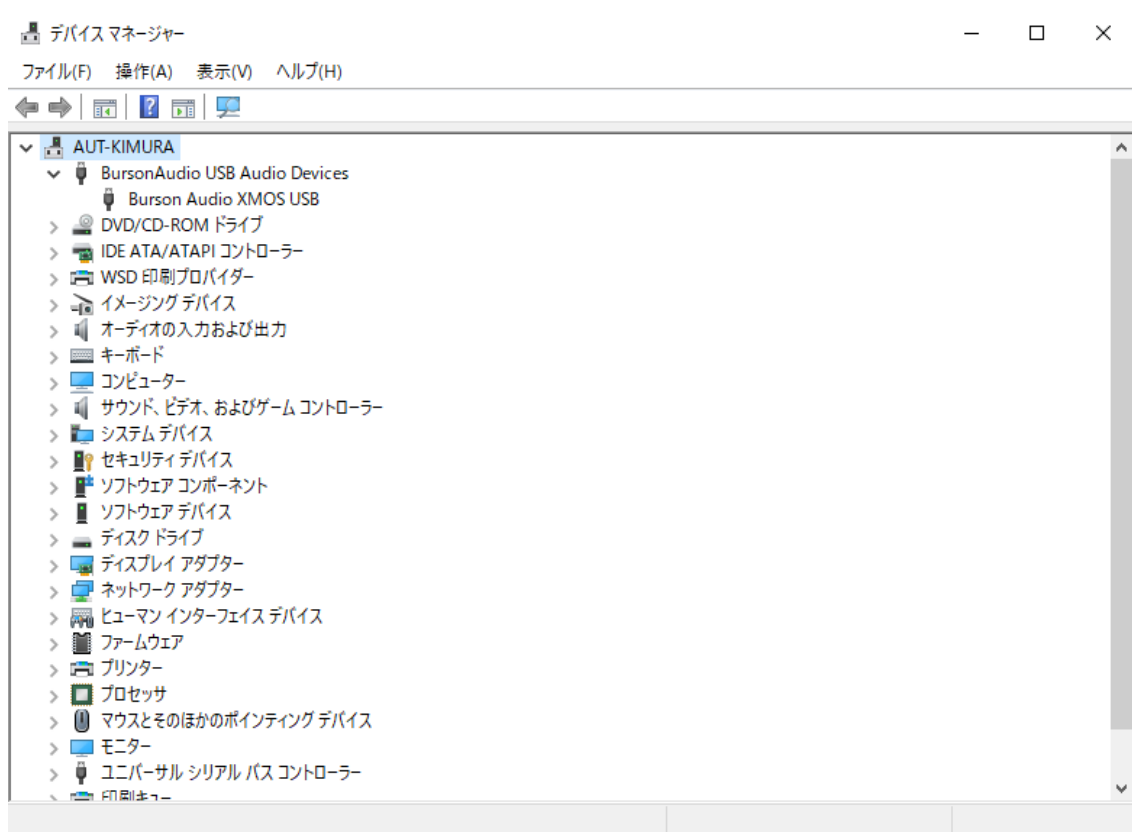 デバイス マネージャー
ファイル(F) 操作(A) 表示(V) ヘルプ(H)
AUT-KIMURA
BursonAudio USB Audio Devices
Burson Audio XMOS USB
DVD/CD-ROM ドライブ
IDE ATA/ATAPI コントローラー
WSD 印刷プロバイダー
イメージング デバイス
オーディオの入力および出力
キーボード
コンピューター
サウンド、ビデオ、およびゲーム コントローラー
システム デバイス
セキュリティ デバイス
ソフトウェア コンポーネント
ソフトウェア デバイス
ディスク ドライブ
ディスプレイ アダプター
ネットワーク アダプター
ヒューマン インターフェイス デバイス
ファームウェア
プリンター
プロセッサ
マウスとそのほかのポインティング デバイス
モニター
ユニバーサル シリアル バス コントローラー
印刷キュー